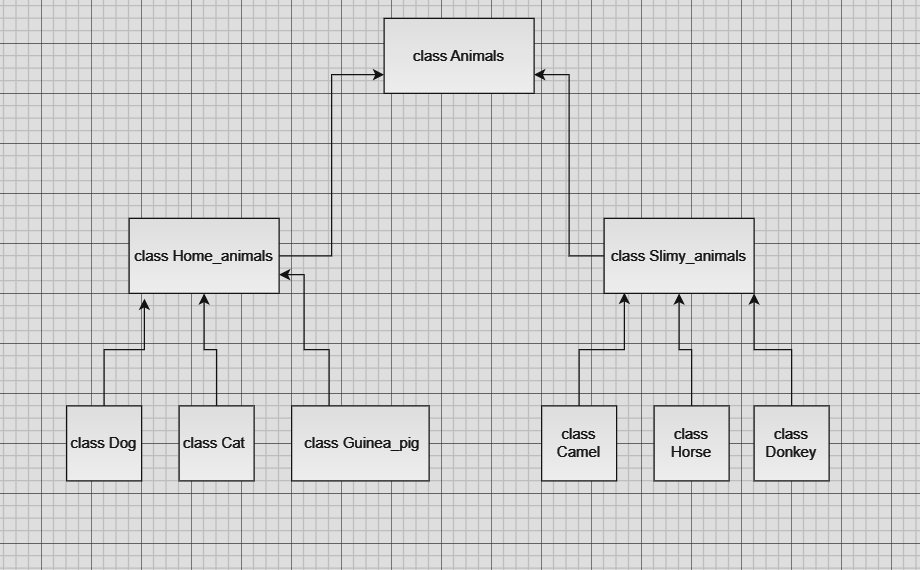 class Animals
class Home_animals
class Slimy_animals
class Dog
class Cat
class Guinea_pig
class
Camel
class
Horse
class
Donkey